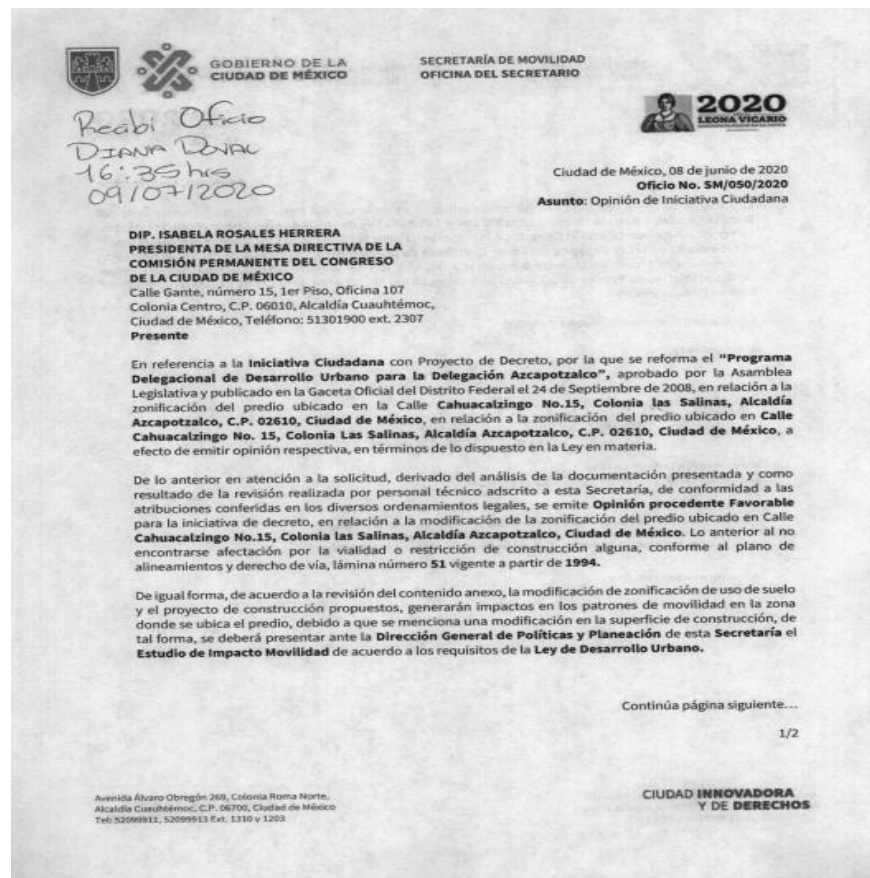 GOBIERNO DE LA
CIUDAD DE MÉXICO
SECRETARÍA DE MOVILIDAD
OFICINA DEL SECRETARIO
2020
LEONA VICARIO
Recibí Oficio
DIANA DOVAL
16:35 hrs
09/07/2020
Ciudad de México, 08 de junio de 2020
Oficio No. SM/050/2020
Asunto: Opinión de Iniciativa Ciudadana
DIP. ISABELA ROSALES HERRERA
PRESIDENTA DE LA MESA DIRECTIVA DE LA
COMISIÓN PERMANENTE DEL CONGRESO
DE LA CIUDAD DE MÉXICO
Calle Gante, número 15, 1er Piso, Oficina 107
Colonia Centro, C.P. 06010, Alcaldía Cuauhtémoc,
Ciudad de México, Teléfono: 51301900 ext. 2307
Presente
En referencia a la Iniciativa Ciudadana con Proyecto de Decreto, por la que se reforma el "Programa
Delegacional de Desarrollo Urbano para la Delegación Azcapotzalco", aprobado por la Asamblea
Legislativa y publicado en la Gaceta Oficial del Distrito Federal el 24 de Septiembre de 2008, en relación a la
zonificación del predio ubicado en la Calle Cahuacalzingo No.15, Colonia las Salinas, Alcaldía
Azcapotzalco, C.P. 02610, Ciudad de México, en relación a la zonificación del predio ubicado en Calle
Cahuacalzingo No. 15, Colonia Las Salinas, Alcaldía Azcapotzalco, C.P. 02610, Ciudad de México, a
efecto de emitir opinión respectiva, en términos de lo dispuesto en la Ley en materia.
De lo anterior en atención a la solicitud, derivado del análisis de la documentación presentada y como
resultado de la revisión realizada por personal técnico adscrito a esta Secretaría, de conformidad a las
atribuciones conferidas en los diversos ordenamientos legales, se emite Opinión procedente Favorable
para la iniciativa de decreto, en relación a la modificación de la zonificación del predio ubicado en Calle
Cahuacalzingo No.15, Colonia las Salinas, Alcaldía Azcapotzalco, Ciudad de México. Lo anterior al no
encontrarse afectación por la vialidad o restricción de construcción alguna, conforme al plano de
alineamientos y derecho de vía, lámina número 51 vigente a partir de 1994.
De igual forma, de acuerdo a la revisión del contenido anexo, la modificación de zonificación de uso de suelo
y el proyecto de construcción propuestos, generarán impactos en los patrones de movilidad en la zona
donde se ubica el predio, debido a que se menciona una modificación en la superficie de construcción, de
tal forma, se deberá presentar ante la Dirección General de Políticas y Planeación de esta Secretaría el
Estudio de Impacto Movilidad de acuerdo a los requisitos de la Ley de Desarrollo Urbano.
Continúa página siguiente...
1/2
Avenida Álvaro Obregón 269, Colonia Roma Norte,
Alcaldía Cuauhtémoc, C.P. 06700, Ciudad de México
Tel: 52099911, 52099913 Ext. 1310 y 1203
CIUDAD INNOVADORA
Y DE DERECHOS